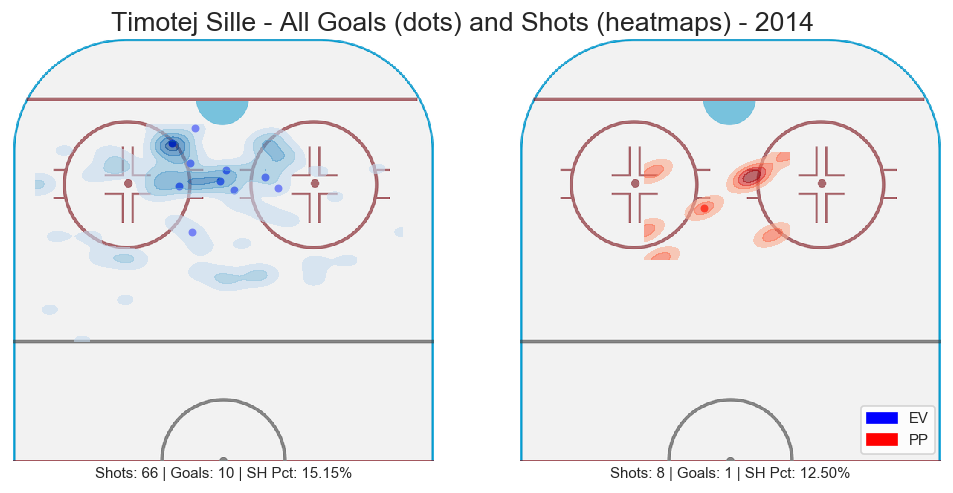 Timotej Sille - All Goals (dots) and Shots (heatmaps) - 2014
EV
PP
Shots: 66 | Goals: 10 | SH Pct: 15.15%
Shots: 8 | Goals: 1 | SH Pct: 12.50%